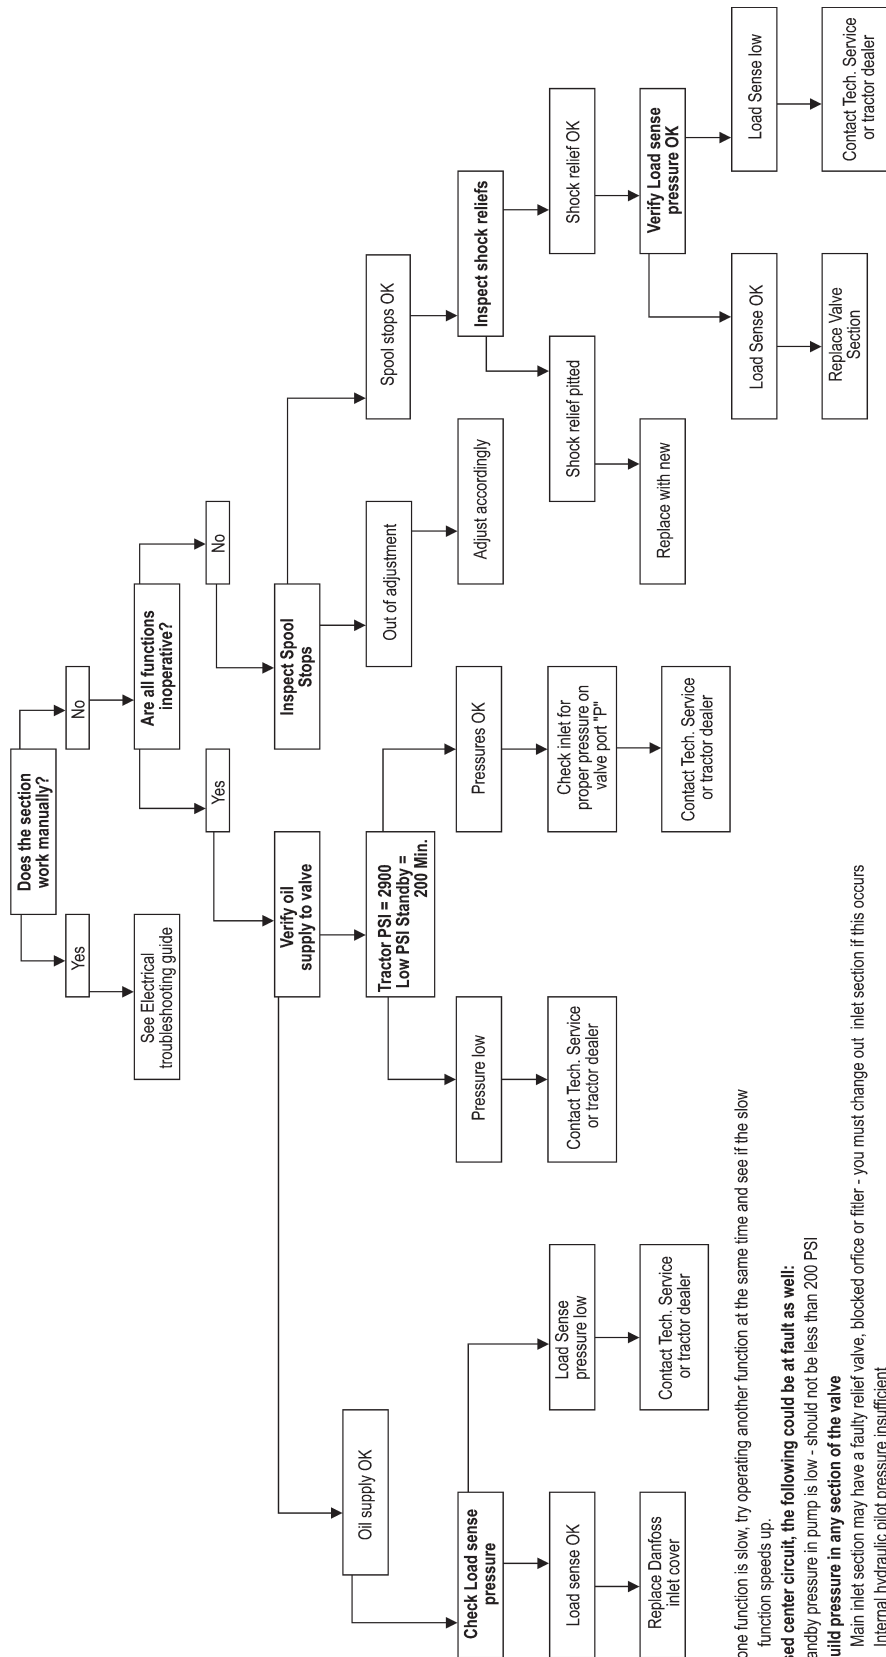 Does the section
work manually?
Yes
No
See Electrical
troubleshooting guide
Are all functions
inoperative?
Yes
No
Verify oil
supply to valve
Inspect Spool
Stops
Oil supply OK
Tractor PSI = 2900
Low PSI Standby =
200 Min.
Out of adjustment
Spool stops OK
Check Load sense
pressure
Pressure low
Pressures OK
Adjust accordingly
Inspect shock reliefs
Load sense OK
Load Sense
pressure low
Contact Tech. Service
or tractor dealer
Check inlet for
proper pressure on
valve port "P"
Shock relief pitted
Shock relief OK
Replace Danfoss
inlet cover
Contact Tech. Service
or tractor dealer
Contact Tech. Service
or tractor dealer
Replace with new
Verify Load sense
pressure OK
Load Sense OK
Load Sense low
Replace Valve
Section
Contact Tech. Service
or tractor dealer
one function is slow, try operating another function at the same time and see if the slow
function speeds up.
sed center circuit, the following could be at fault as well:
andby pressure in pump is low - should not be less than 200 PSI
uild pressure in any section of the valve
Main inlet section may have a faulty relief valve, blocked orfice or fitler - you must change out inlet section if this occurs
Internal hydraulic pilot pressure insufficient